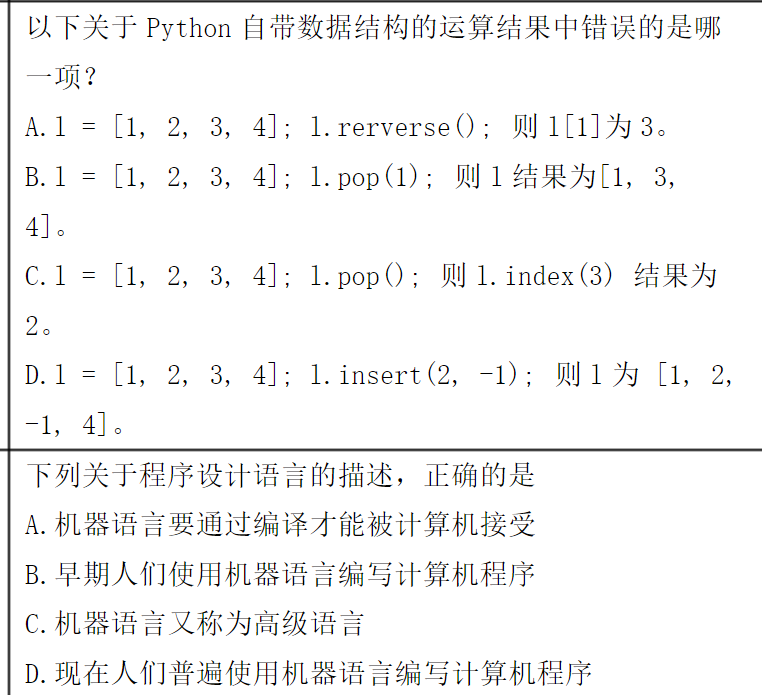 以下关于 Python 自带数据结构的运算结果中错误的是哪
一项?
A.l = [1, 2, 3, 4]; l.rerverse(); 则 l[1]为 3。
B.l = [1, 2, 3, 4]; l.pop(1); 则 l 结果为[1, 3,
4]。
C.l = [1, 2, 3, 4]; l.pop(); 则 l.index(3) 结果为
2。
D.l = [1, 2, 3, 4]; l.insert(2, -1); 则 l 为 [1, 2,
-1, 4]。
下列关于程序设计语言的描述，正确的是
A.机器语言要通过编译才能被计算机接受
B.早期人们使用机器语言编写计算机程序
C.机器语言又称为高级语言
D.现在人们普遍使用机器语言编写计算机程序